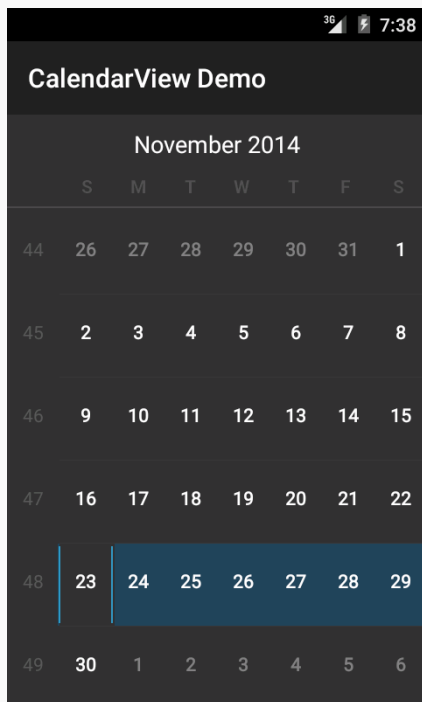 3G 7:38
CalendarView Demo
November 2014
S M T W T F S
44 26 27 28 29 30 31 1
45 2 3 4 5 6 7 8
46 9 10 11 12 13 14 15
47 16 17 18 19 20 21 22
48 23 24 25 26 27 28 29
49 30 1 2 3 4 5 6